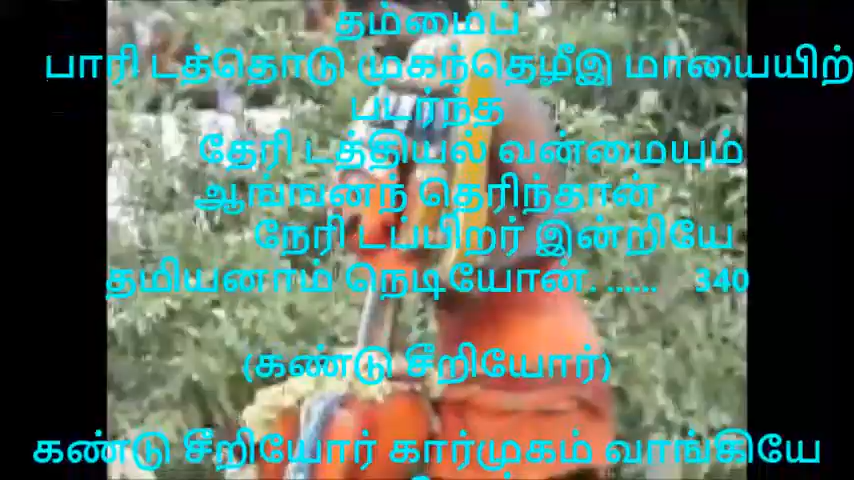 தம்மைப்
பாரி டத்தொடு முகந்தெழீஇ மாயையிற்
படர்ந்த
தேரி டத்தியல் வன்மையும்
ஆங்ஙனந் தெரிந்தான்
நேரி டப்பிறர் இன்றியே
தமியனாம் நெடியோன். ...... 340
(கண்டு சீறியோர்)
கண்டு சீறியோர் கார்முகம் வாங்கியே